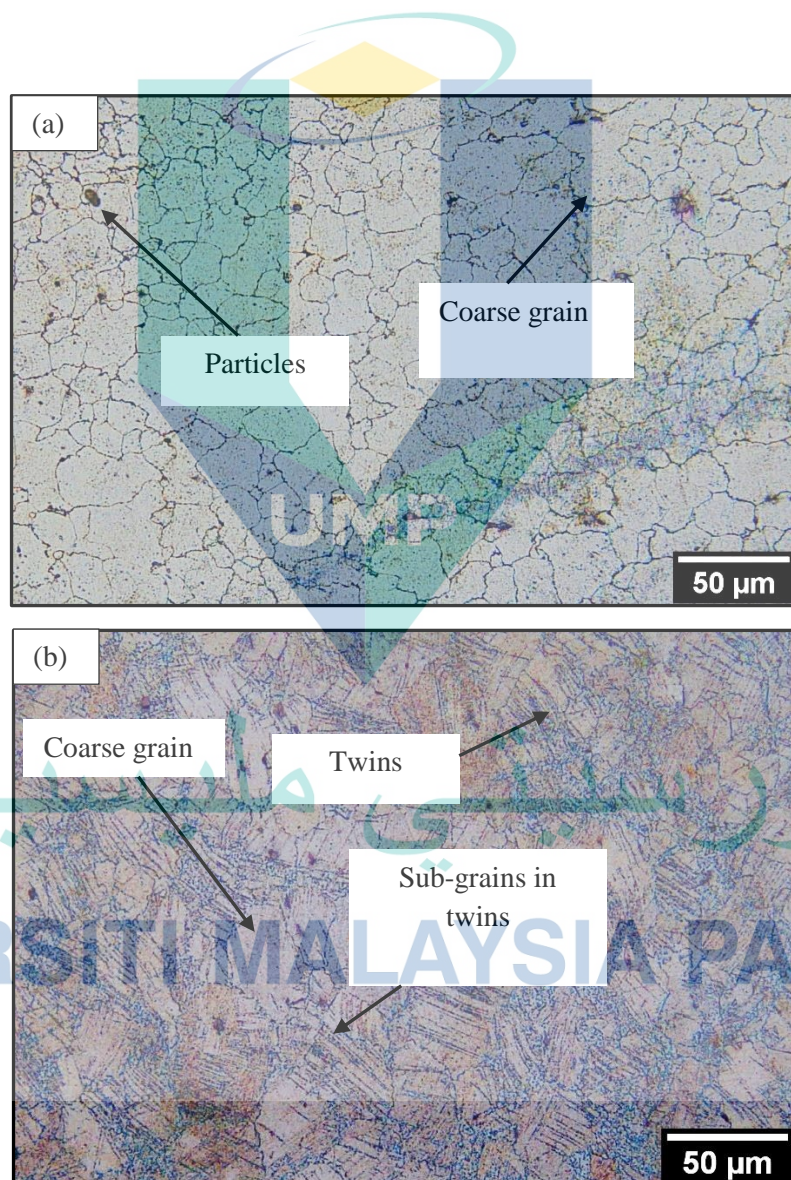 (a)
Particles
Coarse grain
UMP
50 µm
(b)
Coarse grain
Twins
Sub-grains in
twins
RSITI MALAYSIA PA
50 µm